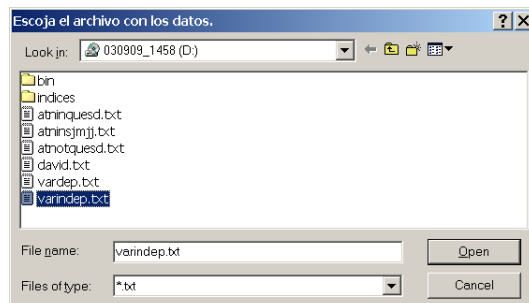 Escoja el archivo con los datos.
Look in: 030909_1458 (D:)
bin
indices
atninquesd.txt
atninsjmjj.txt
atnotquesd.txt
david.txt
vardep.txt
varindep.txt
File name: varindep.txt Open
Files of type: *.txt Cancel